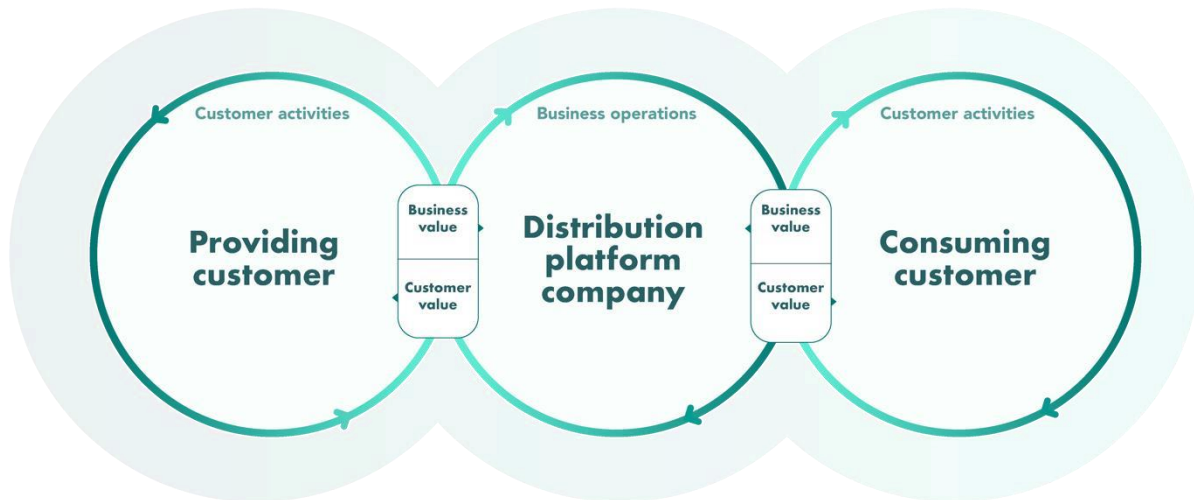 Customer activities
Business operations
Customer activities
Providing
customer
Business
value
Customer
value
Distribution
platform
company
Business
value
Customer
value
Consuming
customer